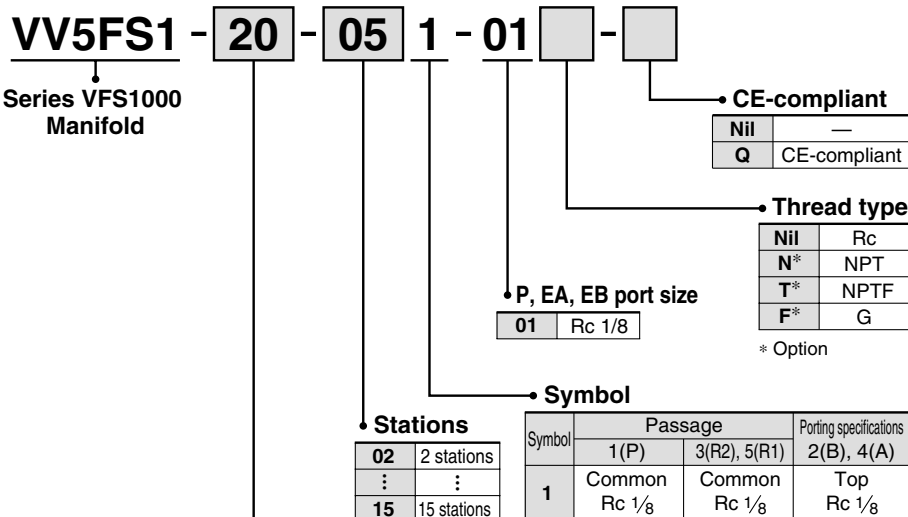 VV5FS1 - 20 - 05 1 - 01 -
Series VFS1000
Manifold
CE-compliant
Nil —
Q CE-compliant
Thread type
Nil Rc
N* NPT
T* NPTF
F* G
* Option
P, EA, EB port size
01 Rc 1/8
Symbol
Symbol Passage Porting specifications
1(P) 3(R2), 5(R1) 2(B), 4(A)
1 Common Common Top
Rc 1/8 Rc 1/8 Rc 1/8
Stations
02 2 stations
⋮ ⋮
15 15 stations